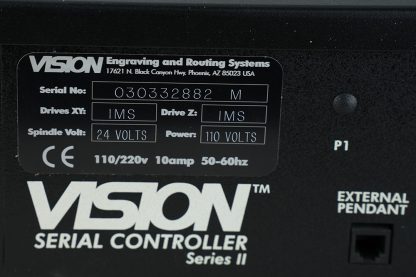 VISION Engraving and Routing Systems
17621 N. Black Canyon Hwy. Phoenix, AZ 85023 USA
Serial No: 030332882 M
Drives XY: IMS Drive Z: IMS
Spindle Volt: 24 VOLTS Power: 110 VOLTS
CE 110/220v 10amp 50-60hz
P1
VISION™
SERIAL CONTROLLER
Series II
EXTERNAL
PENDANT